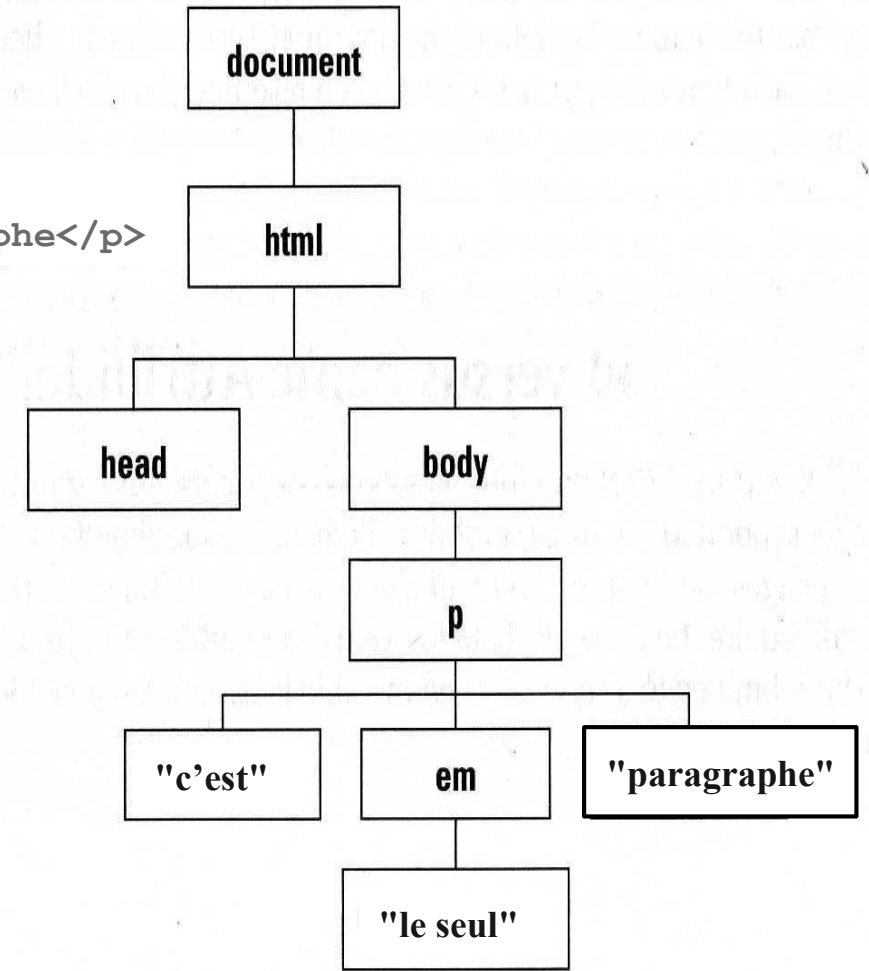 document
phe</p>
html
head
body
p
"c’est"
em
"paragraphe"
"le seul"